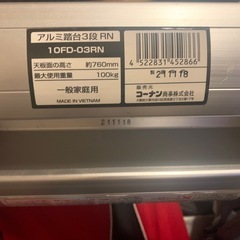 アルミ踏台3段 RN
10FD-03RN
天板面の高さ 約760mm
最大使用質量 100kg
一般家庭用
MADE IN VIETNAM
4 522831 452866
販売元
コーナン商事株式会社
211118